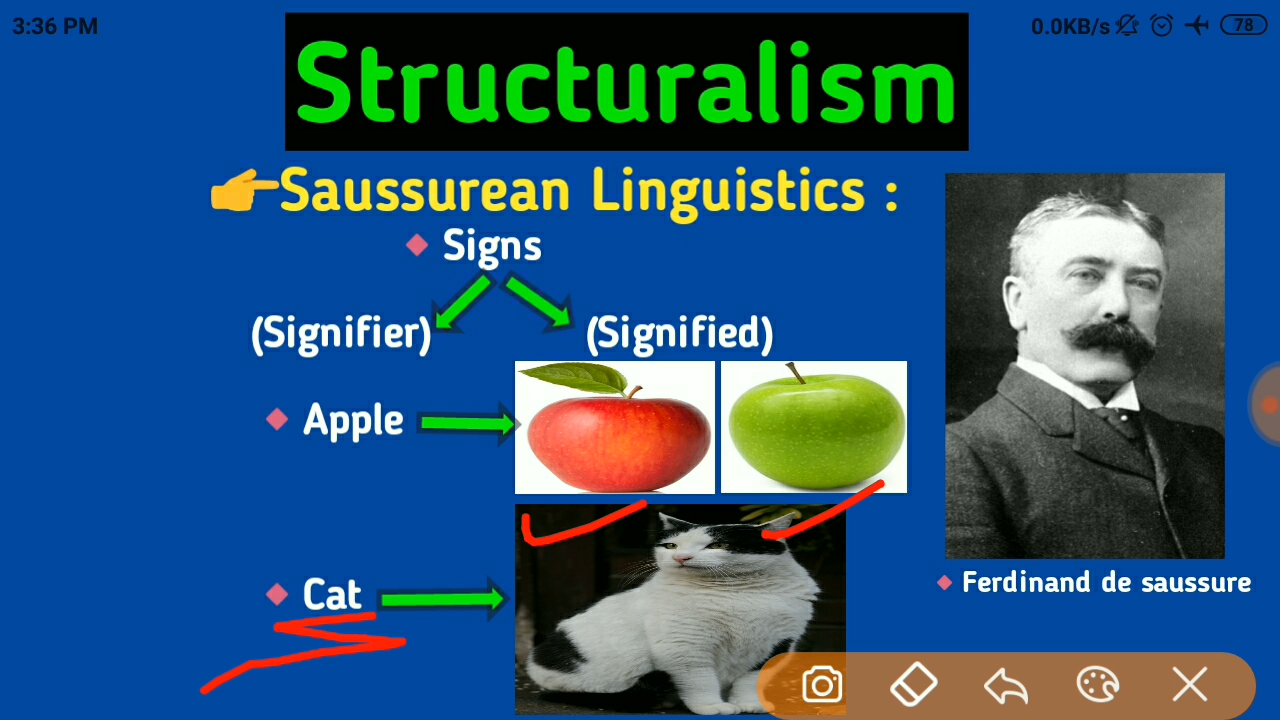 3:36 PM
0.0KB/s
78
Structuralism
👉Saussurean Linguistics :
♦ Signs
(Signifier)
(Signified)
♦ Apple
♦ Cat
♦ Ferdinand de saussure